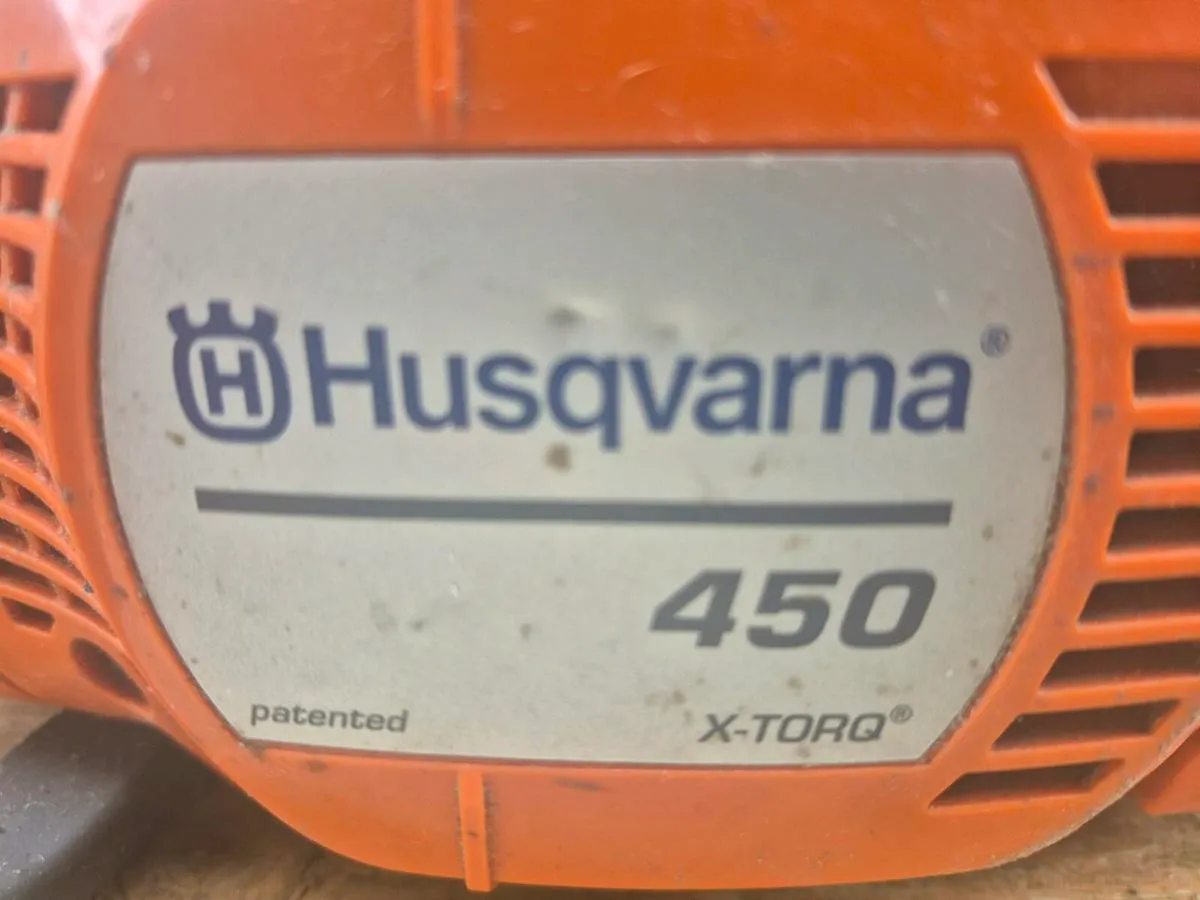 H Husqvarna®
450
patented X-TORQ®